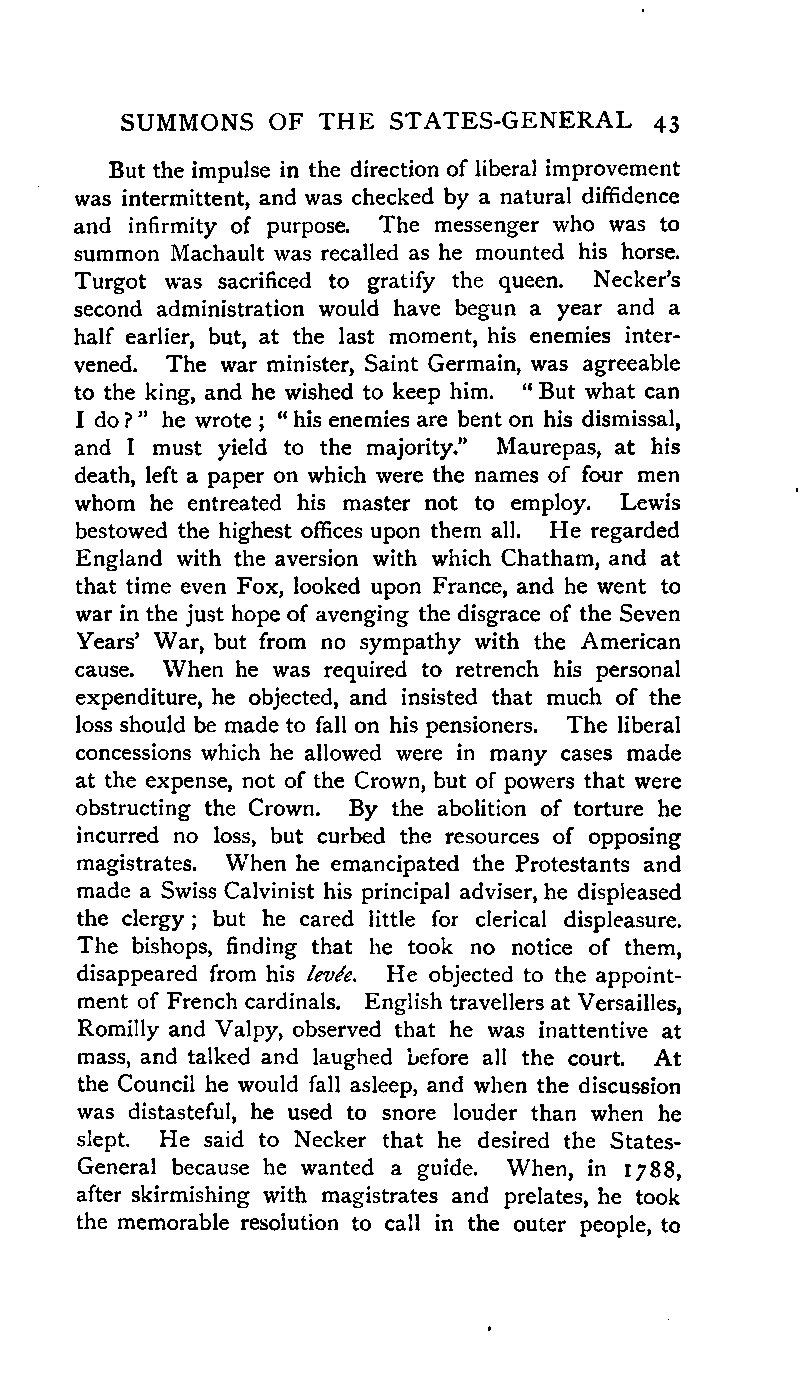 SUMMONS OF THE STATES-GENERAL 43
But the impulse in the direction of liberal improvement
was intermittent, and was checked by a natural diffidence
and infirmity of purpose. The messenger who was to
summon Machault was recalled as he mounted his horse.
Turgot was sacrificed to gratify the queen. Necker's
second administration would have begun a year and a
half earlier, but, at the last moment, his enemies inter-
vened. The war minister, Saint Germain, was agreeable
to the king, and he wished to keep him. "But what can
I do?" he wrote; "his enemies are bent on his dismissal,
and I must yield to the majority." Maurepas, at his
death, left a paper on which were the names of four men
whom he entreated his master not to employ. Lewis
bestowed the highest offices upon them all. He regarded
England with the aversion with which Chatham, and at
that time even Fox, looked upon France, and he went to
war in the just hope of avenging the disgrace of the Seven
Years' War, but from no sympathy with the American
cause. When he was required to retrench his personal
expenditure, he objected, and insisted that much of the
loss should be made to fall on his pensioners. The liberal
concessions which he allowed were in many cases made
at the expense, not of the Crown, but of powers that were
obstructing the Crown. By the abolition of torture he
incurred no loss, but curbed the resources of opposing
magistrates. When he emancipated the Protestants and
made a Swiss Calvinist his principal adviser, he displeased
the clergy; but he cared little for clerical displeasure.
The bishops, finding that he took no notice of them,
disappeared from his levée. He objected to the appoint-
ment of French cardinals. English travellers at Versailles,
Romilly and Valpy, observed that he was inattentive at
mass, and talked and laughed before all the court. At
the Council he would fall asleep, and when the discussion
was distasteful, he used to snore louder than when he
slept. He said to Necker that he desired the States-
General because he wanted a guide. When, in 1788,
after skirmishing with magistrates and prelates, he took
the memorable resolution to call in the outer people, to